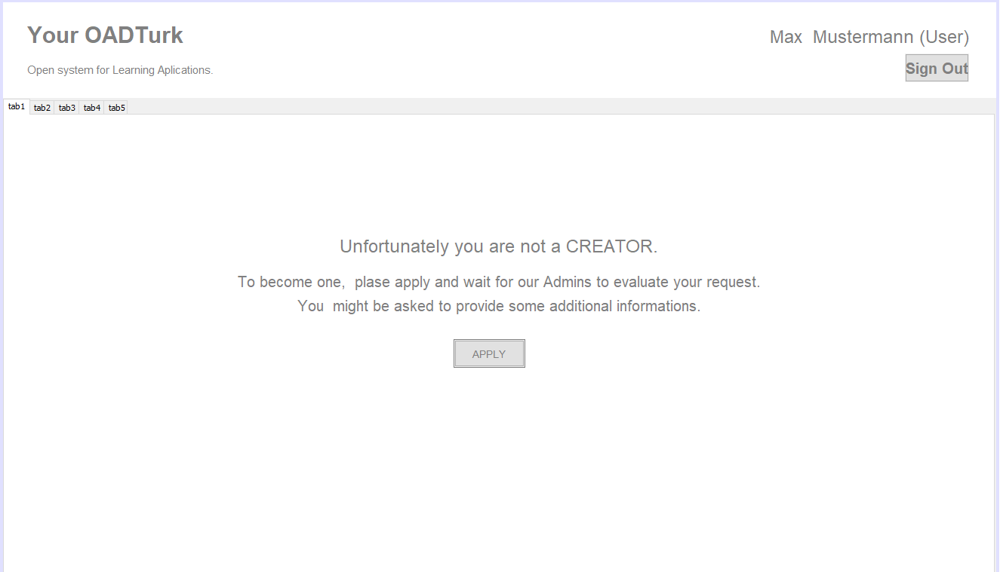 Your OADTurk
Max  Mustermann (User)
Open system for Learning Aplications.
Sign Out
tab1 tab2 tab3 tab4 tab5
Unfortunately you are not a CREATOR.
To become one,  plase apply and wait for our Admins to evaluate your request.
You  might be asked to provide some additional informations.
APPLY